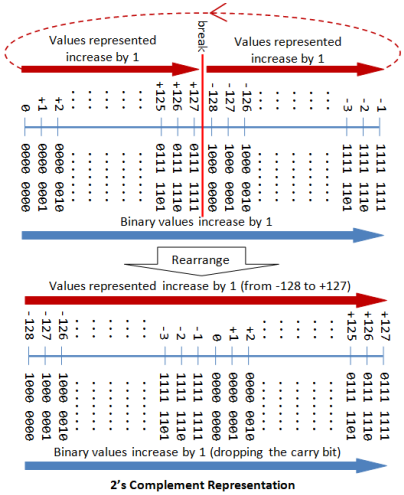 break
Values represented
increase by 1
Values represented
increase by 1
0 +1 +2 . . . . . . +125 +126 +127 -128 -127 -126 . . . . . . -3 -2 -1
0000 0000
0000 0001
0000 0010
0111 1101
0111 1110
0111 1111
1000 0000
1000 0001
1000 0010
1111 1101
1111 1110
1111 1111
Binary values increase by 1
Rearrange
Values represented increase by 1 (from -128 to +127)
-128 -127 -126 . . . . . . -3 -2 -1 0 +1 +2 . . . . . . +125 +126 +127
1000 0000
1000 0001
1000 0010
1111 1101
1111 1110
1111 1111
0000 0000
0000 0001
0000 0010
0111 1101
0111 1110
0111 1111
Binary values increase by 1 (dropping the carry bit)
2's Complement Representation